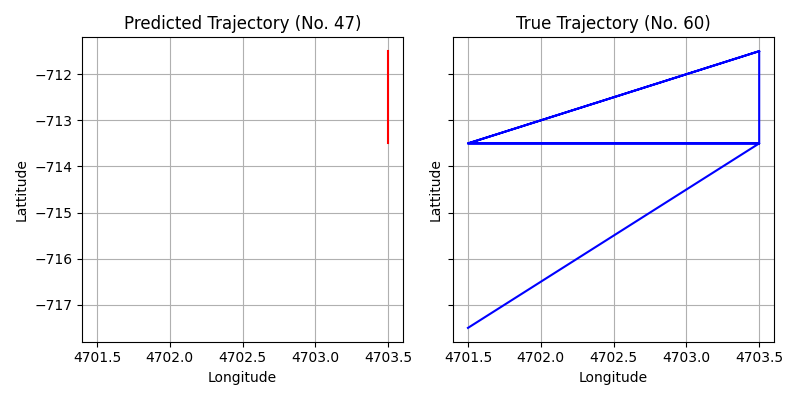 Predicted Trajectory (No. 47)
Lattitude
−712
−713
−714
−715
−716
−717
4701.5 4702.0 4702.5 4703.0 4703.5
Longitude
True Trajectory (No. 60)
Lattitude
4701.5 4702.0 4702.5 4703.0 4703.5
Longitude